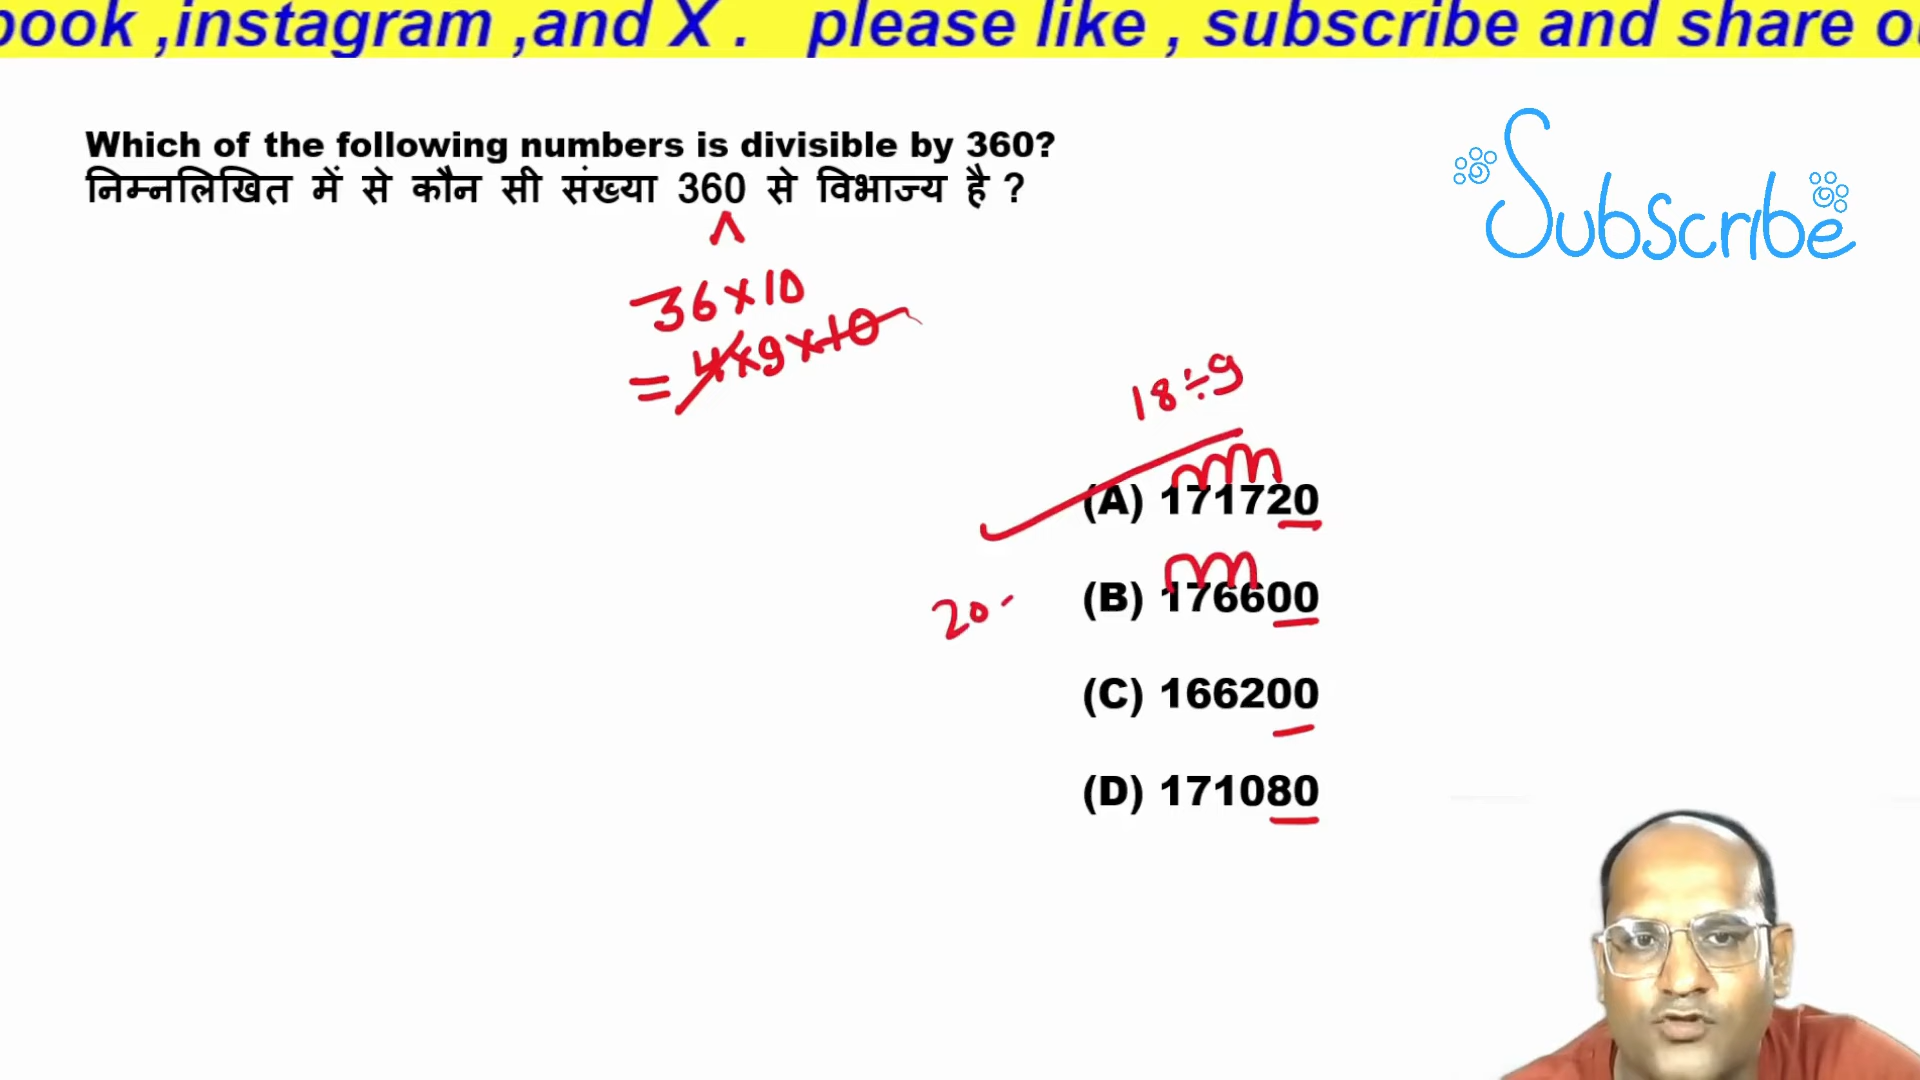 book ,instagram ,and X .   please like , subscribe and share o
Which of the following numbers is divisible by 360?
निम्नलिखित में से कौन सी संख्या 360 से विभाज्य है ?
Subscribe
36×10
= 4×9×10
18÷9
(A) 171720
(B) 176600
20÷
(C) 166200
(D) 171080